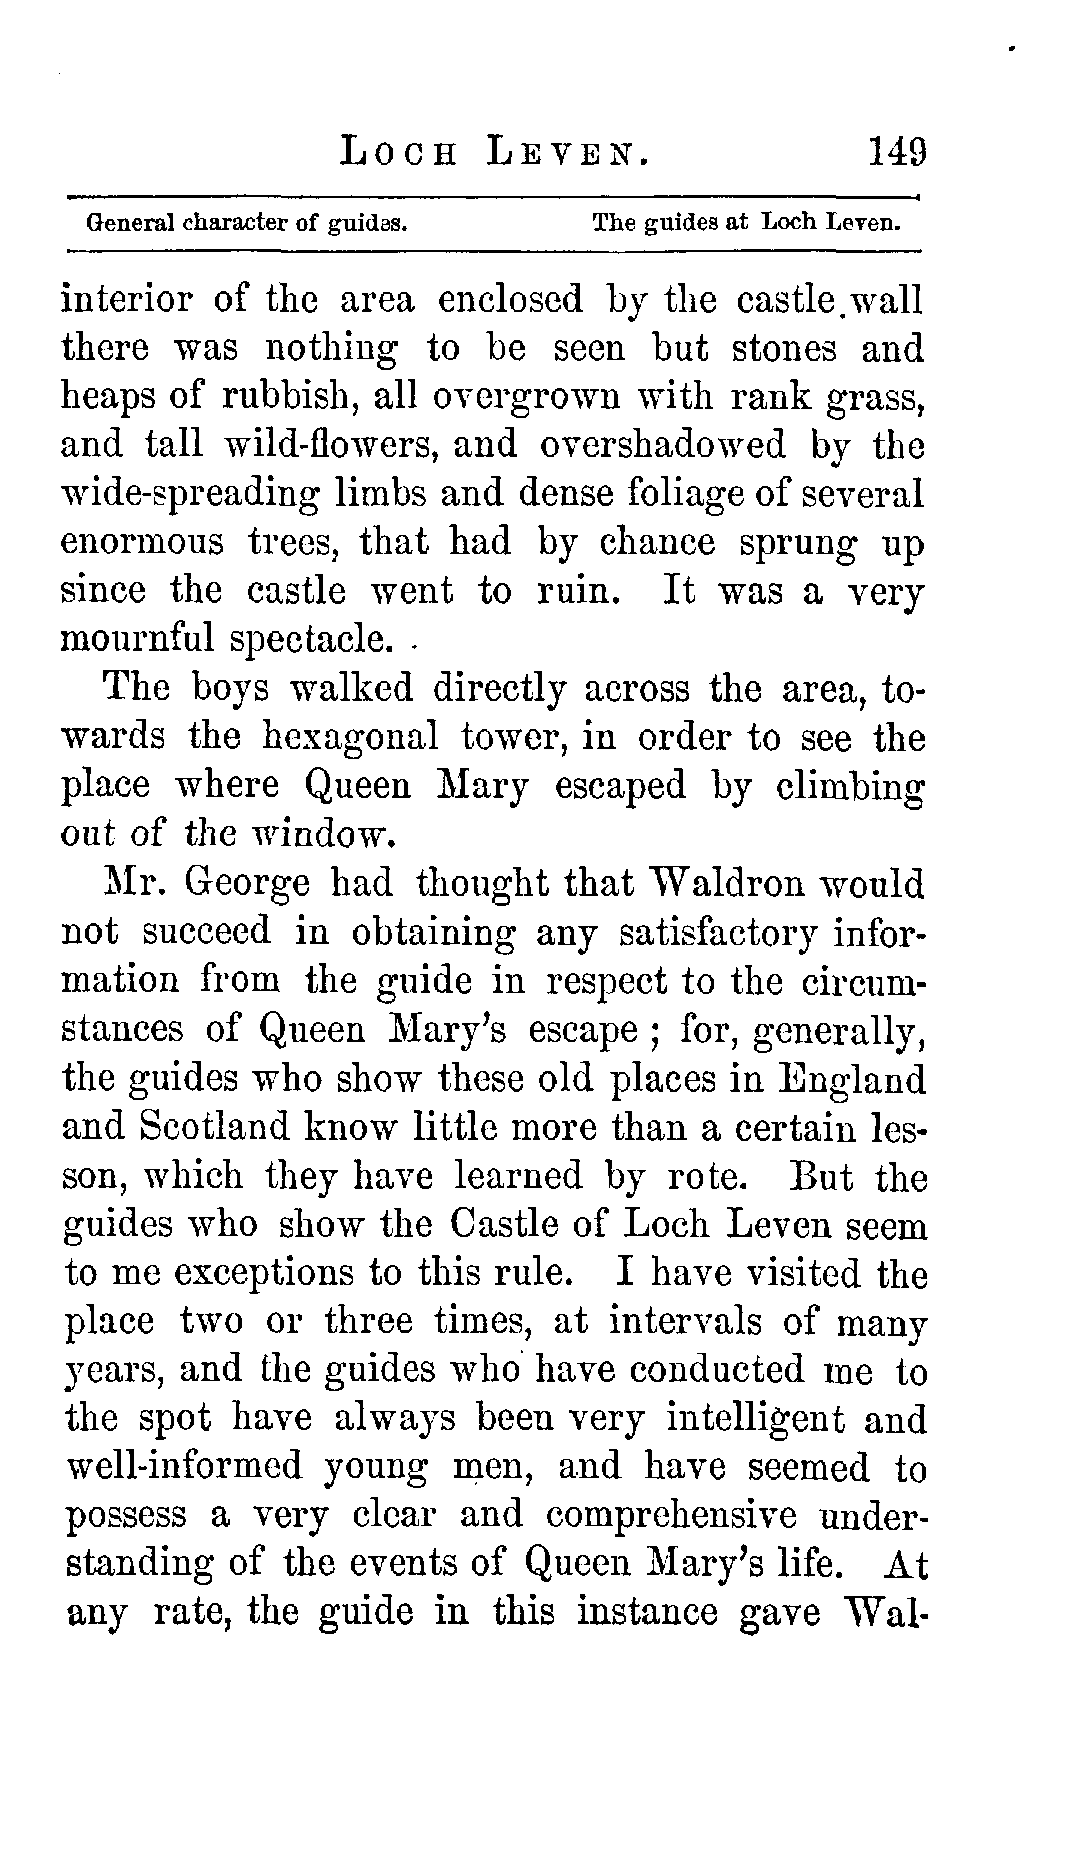 LOCH LEVEN. 149
General character of guides. The guides at Loch Leven.
interior of the area enclosed by the castle wall
there was nothing to be seen but stones and
heaps of rubbish, all overgrown with rank grass,
and tall wild-flowers, and overshadowed by the
wide-spreading limbs and dense foliage of several
enormous trees, that had by chance sprung up
since the castle went to ruin. It was a very
mournful spectacle.
The boys walked directly across the area, to-
wards the hexagonal tower, in order to see the
place where Queen Mary escaped by climbing
out of the window.
Mr. George had thought that Waldron would
not succeed in obtaining any satisfactory infor-
mation from the guide in respect to the circum-
stances of Queen Mary's escape ; for, generally,
the guides who show these old places in England
and Scotland know little more than a certain les-
son, which they have learned by rote. But the
guides who show the Castle of Loch Leven seem
to me exceptions to this rule. I have visited the
place two or three times, at intervals of many
years, and the guides who have conducted me to
the spot have always been very intelligent and
well-informed young men, and have seemed to
possess a very clear and comprehensive under-
standing of the events of Queen Mary's life. At
any rate, the guide in this instance gave Wal-